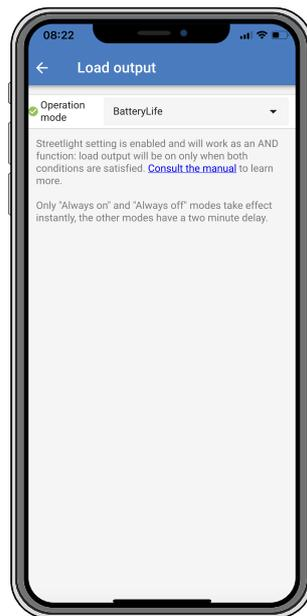 08:22
Load output
Operation
mode
BatteryLife
Streetlight setting is enabled and will work as an AND
function: load output will be on only when both
conditions are satisfied. Consult the manual to learn
more.
Only "Always on" and "Always off" modes take effect
instantly, the other modes have a two minute delay.